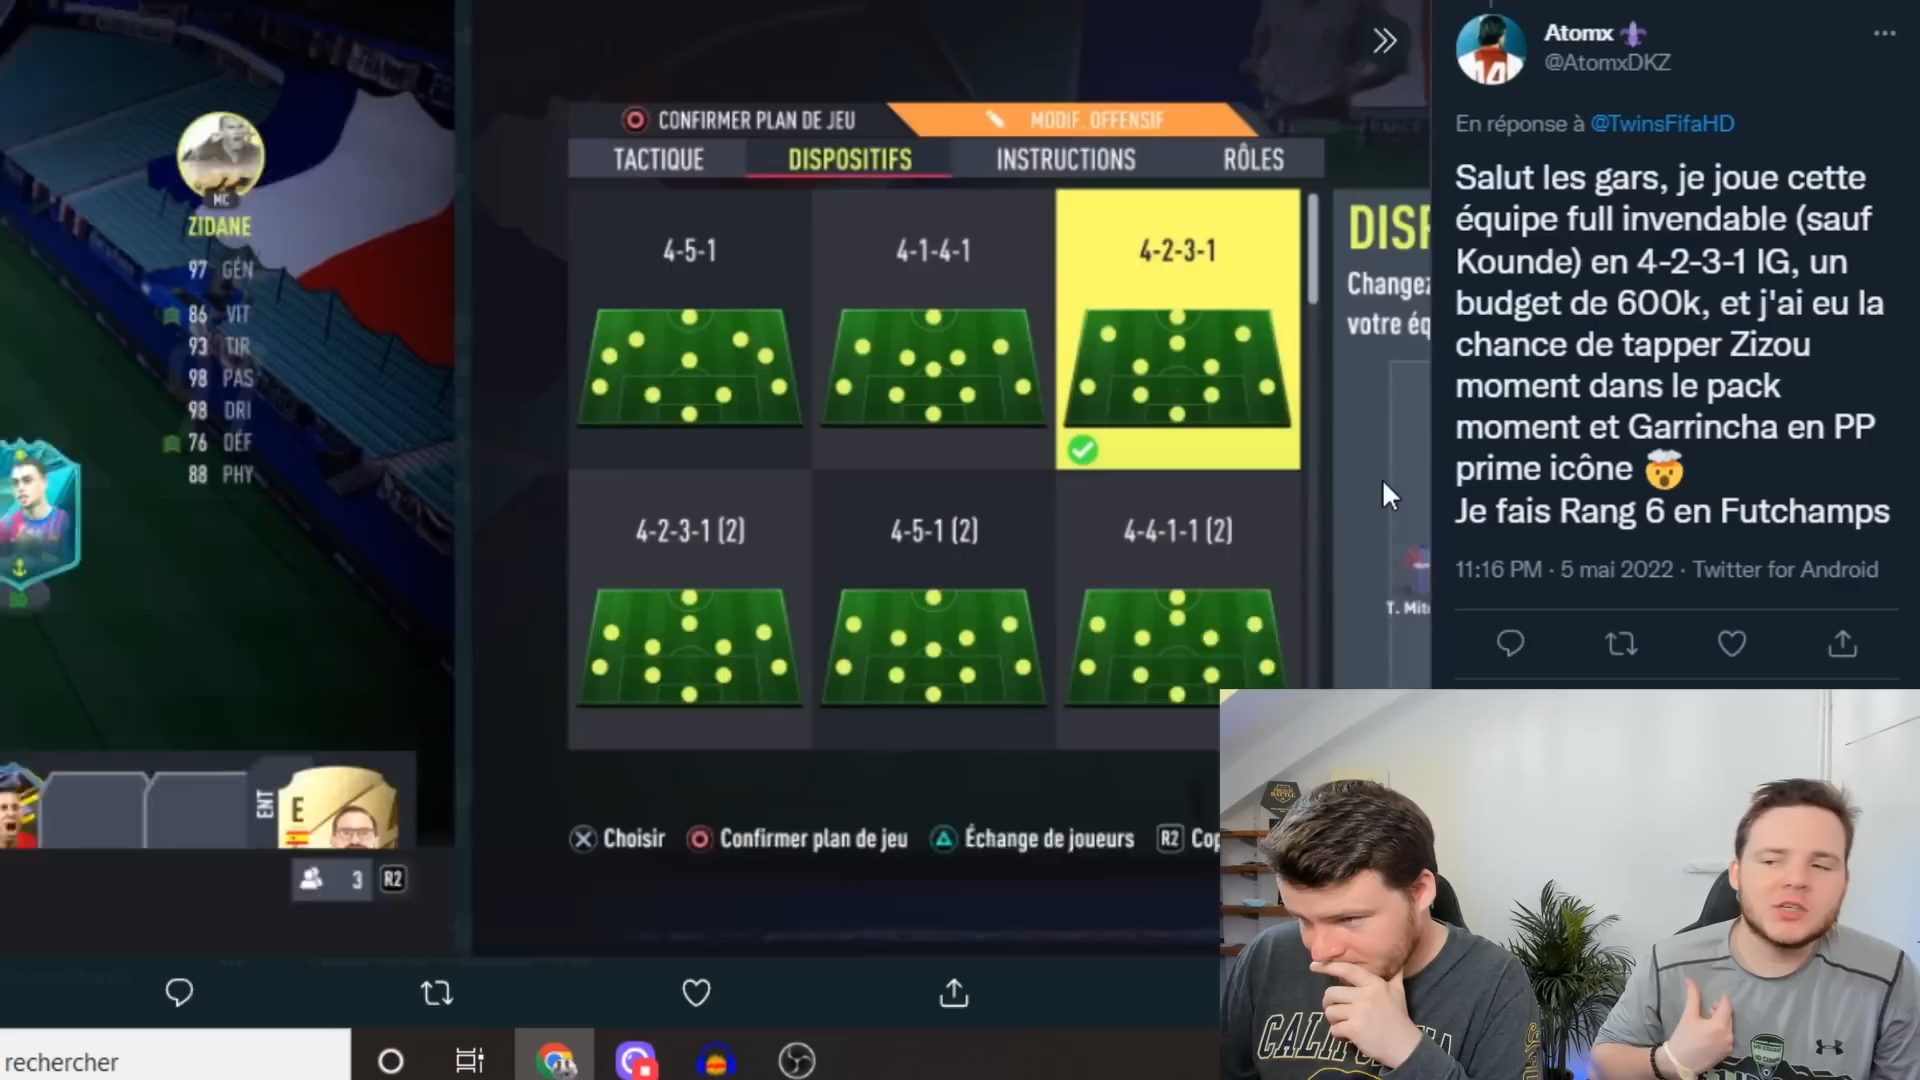 ZIDANE
MC
97 GÉN
86 VIT
93 TIR
98 PAS
98 DRI
76 DÉF
88 PHY
ENT
E
3 R2
CONFIRMER PLAN DE JEU
MODIF. OFFENSIF
TACTIQUE DISPOSITIFS INSTRUCTIONS RÔLES
4-5-1 4-1-4-1 4-2-3-1
4-2-3-1 (2) 4-5-1 (2) 4-4-1-1 (2)
DISP
Changez
votre éq
T. Mit
Choisir Confirmer plan de jeu Échange de joueurs R2 Cop
rechercher
Atomx
@AtomxDKZ
En réponse à @TwinsFifaHD
Salut les gars, je joue cette
équipe full invendable (sauf
Kounde) en 4-2-3-1 IG, un
budget de 600k, et j'ai eu la
chance de tapper Zizou
moment dans le pack
moment et Garrincha en PP
prime icône 🤯
Je fais Rang 6 en Futchamps
11:16 PM · 5 mai 2022 · Twitter for Android
14